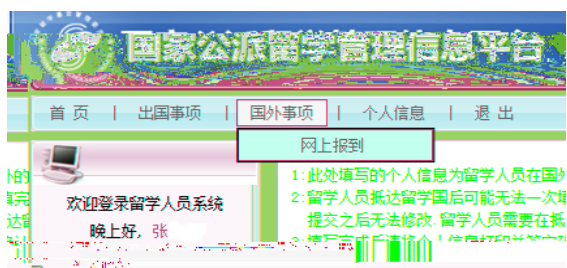 国家公派留学管理信息平台
首 页 | 出国事项 | 国外事项 | 个人信息 | 退 出
网上报到
欢迎登录留学人员系统
晚上好, 张
1:此处填写的个人信息为留学人员在国外
2:留学人员抵达留学国后可能无法一次填
提交之后无法修改.留学人员需要在抵